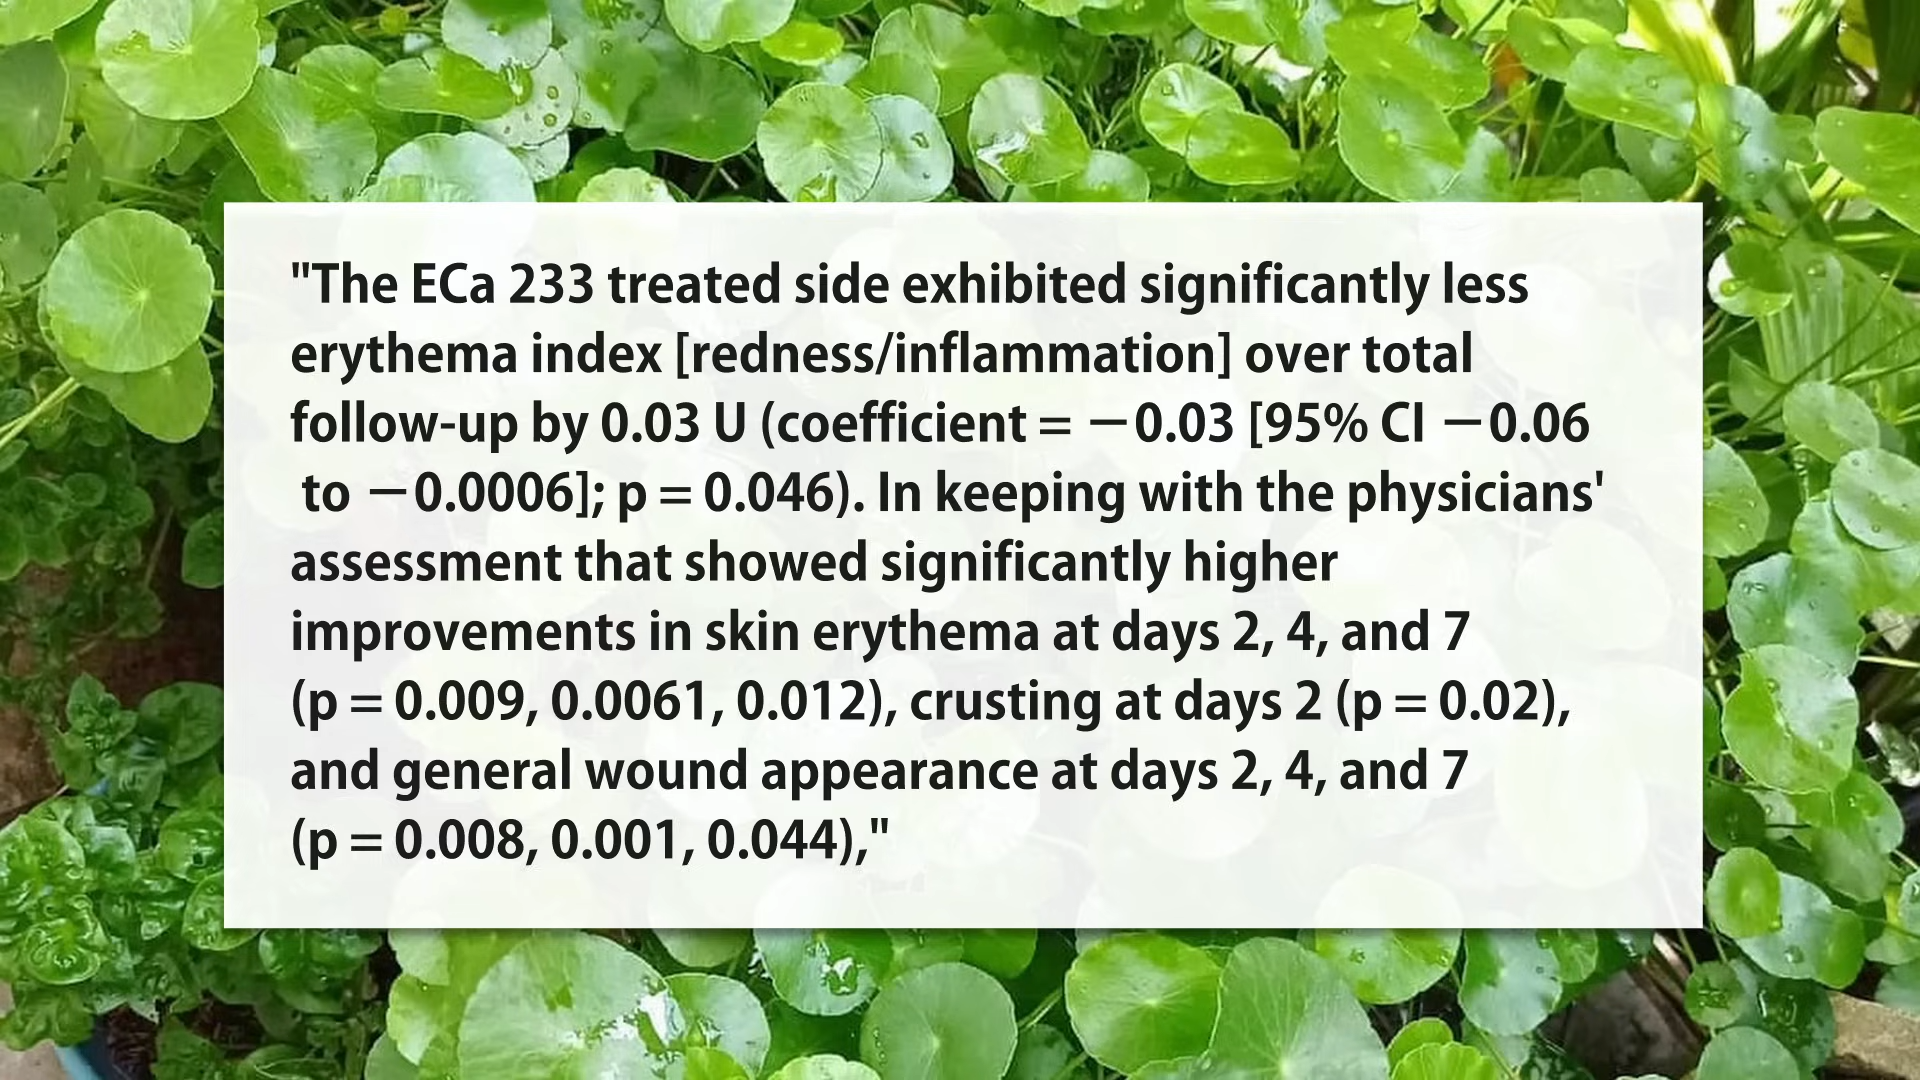 "The ECa 233 treated side exhibited significantly less
erythema index [redness/inflammation] over total
follow-up by 0.03 U (coefficient = −0.03 [95% CI −0.06
to −0.0006]; p = 0.046). In keeping with the physicians'
assessment that showed significantly higher
improvements in skin erythema at days 2, 4, and 7
(p = 0.009, 0.0061, 0.012), crusting at days 2 (p = 0.02),
and general wound appearance at days 2, 4, and 7
(p = 0.008, 0.001, 0.044),"